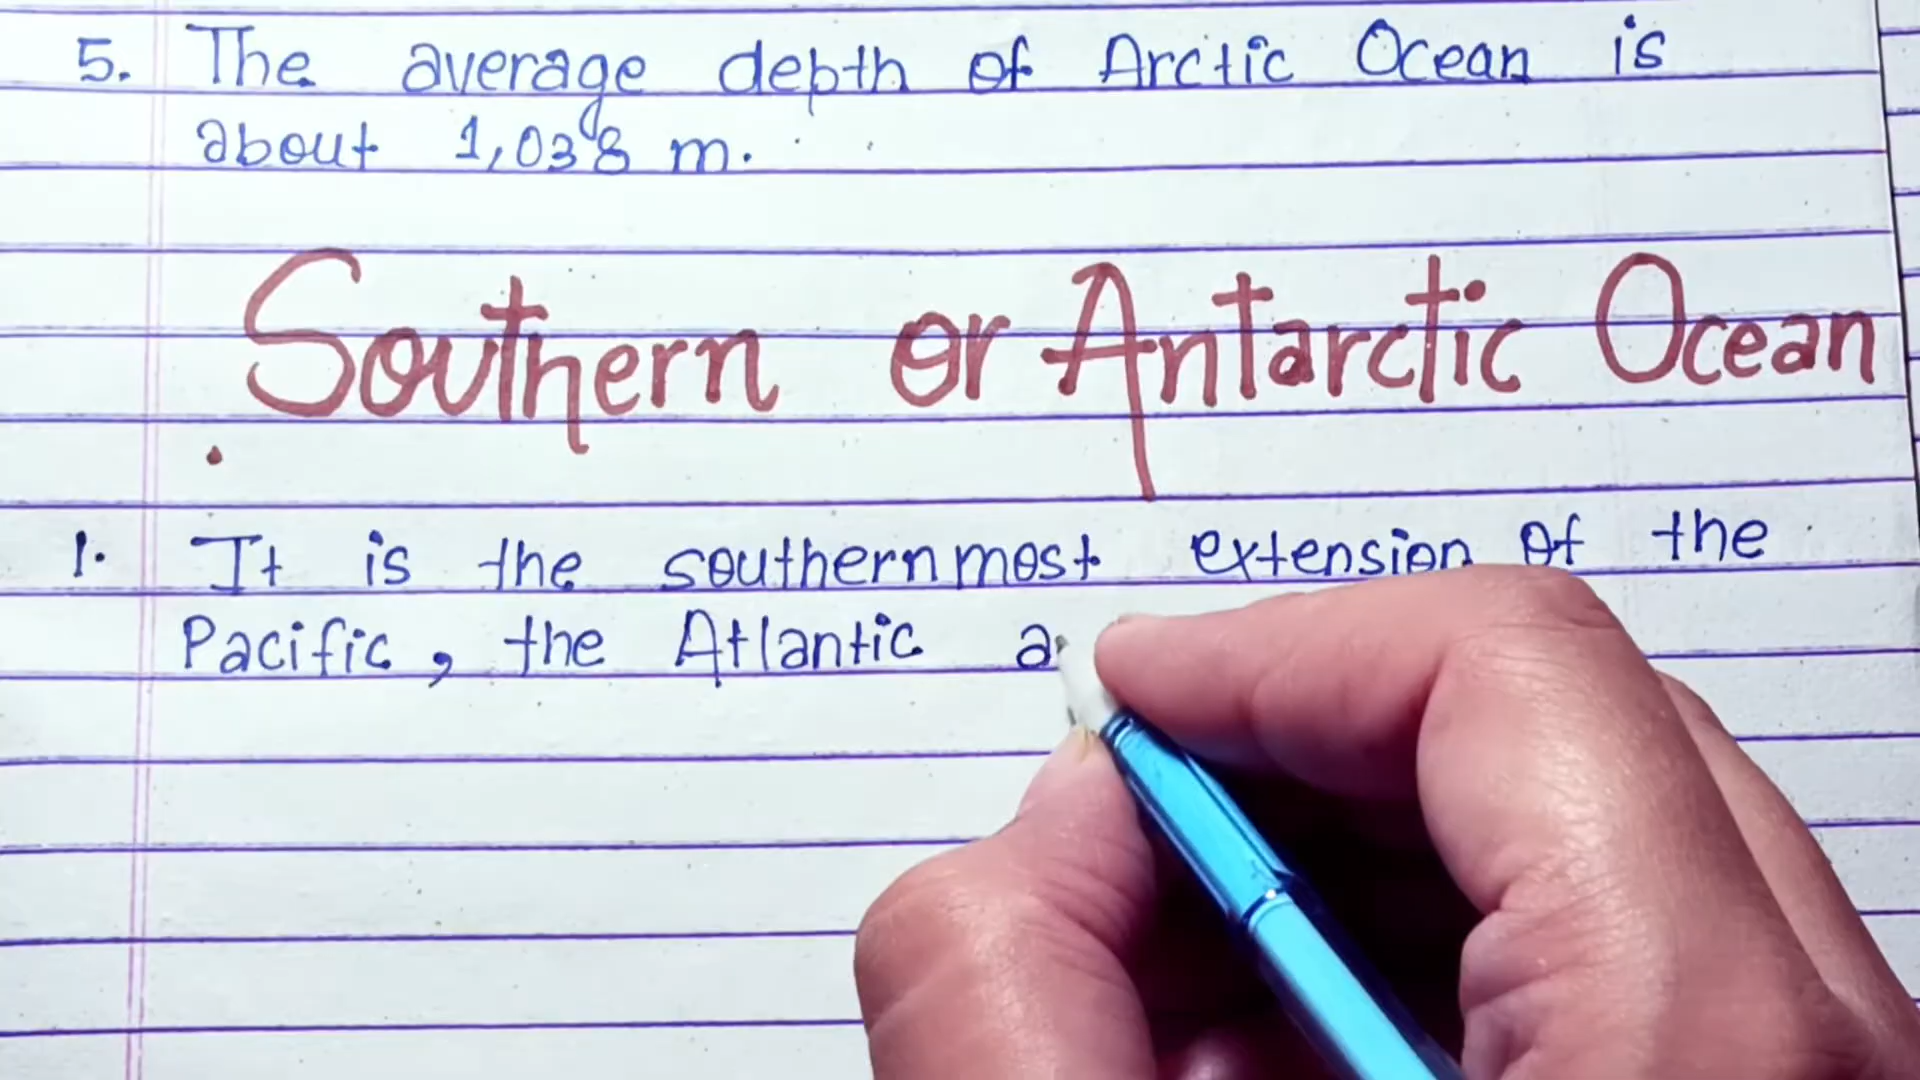 5. The average depth of Arctic Ocean is
about 1,038 m.
Southern or Antarctic Ocean
1. It is the southernmost extension of the
Pacific, the Atlantic a